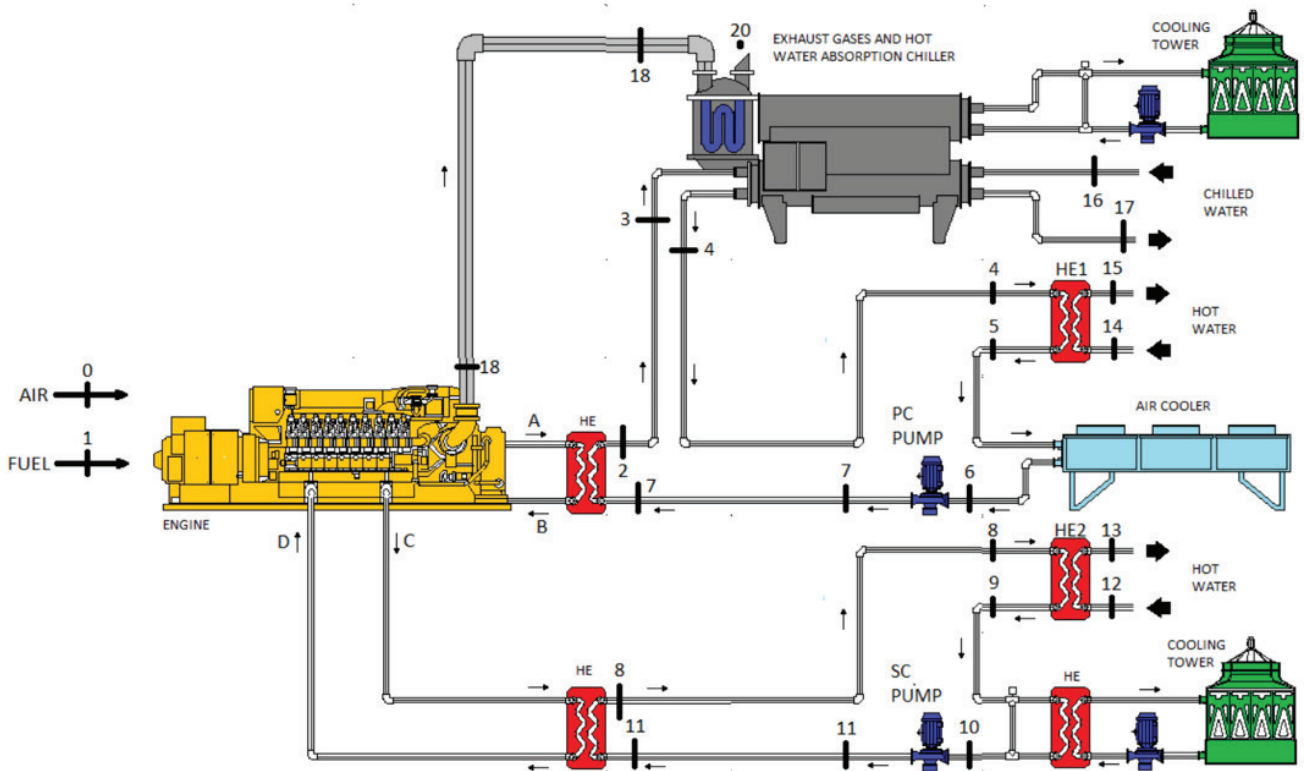 20
EXHAUST GASES AND HOT
WATER ABSORPTION CHILLER
COOLING
TOWER
18
16
CHILLED
WATER
17
3
4
4
HE1
15
HOT
WATER
5
14
18
0
AIR
1
FUEL
A
HE
2
PC
PUMP
AIR COOLER
7
7
6
B
ENGINE
D
C
8
HE2
13
HOT
WATER
9
12
COOLING
TOWER
HE
8
SC
PUMP
HE
11
11
10